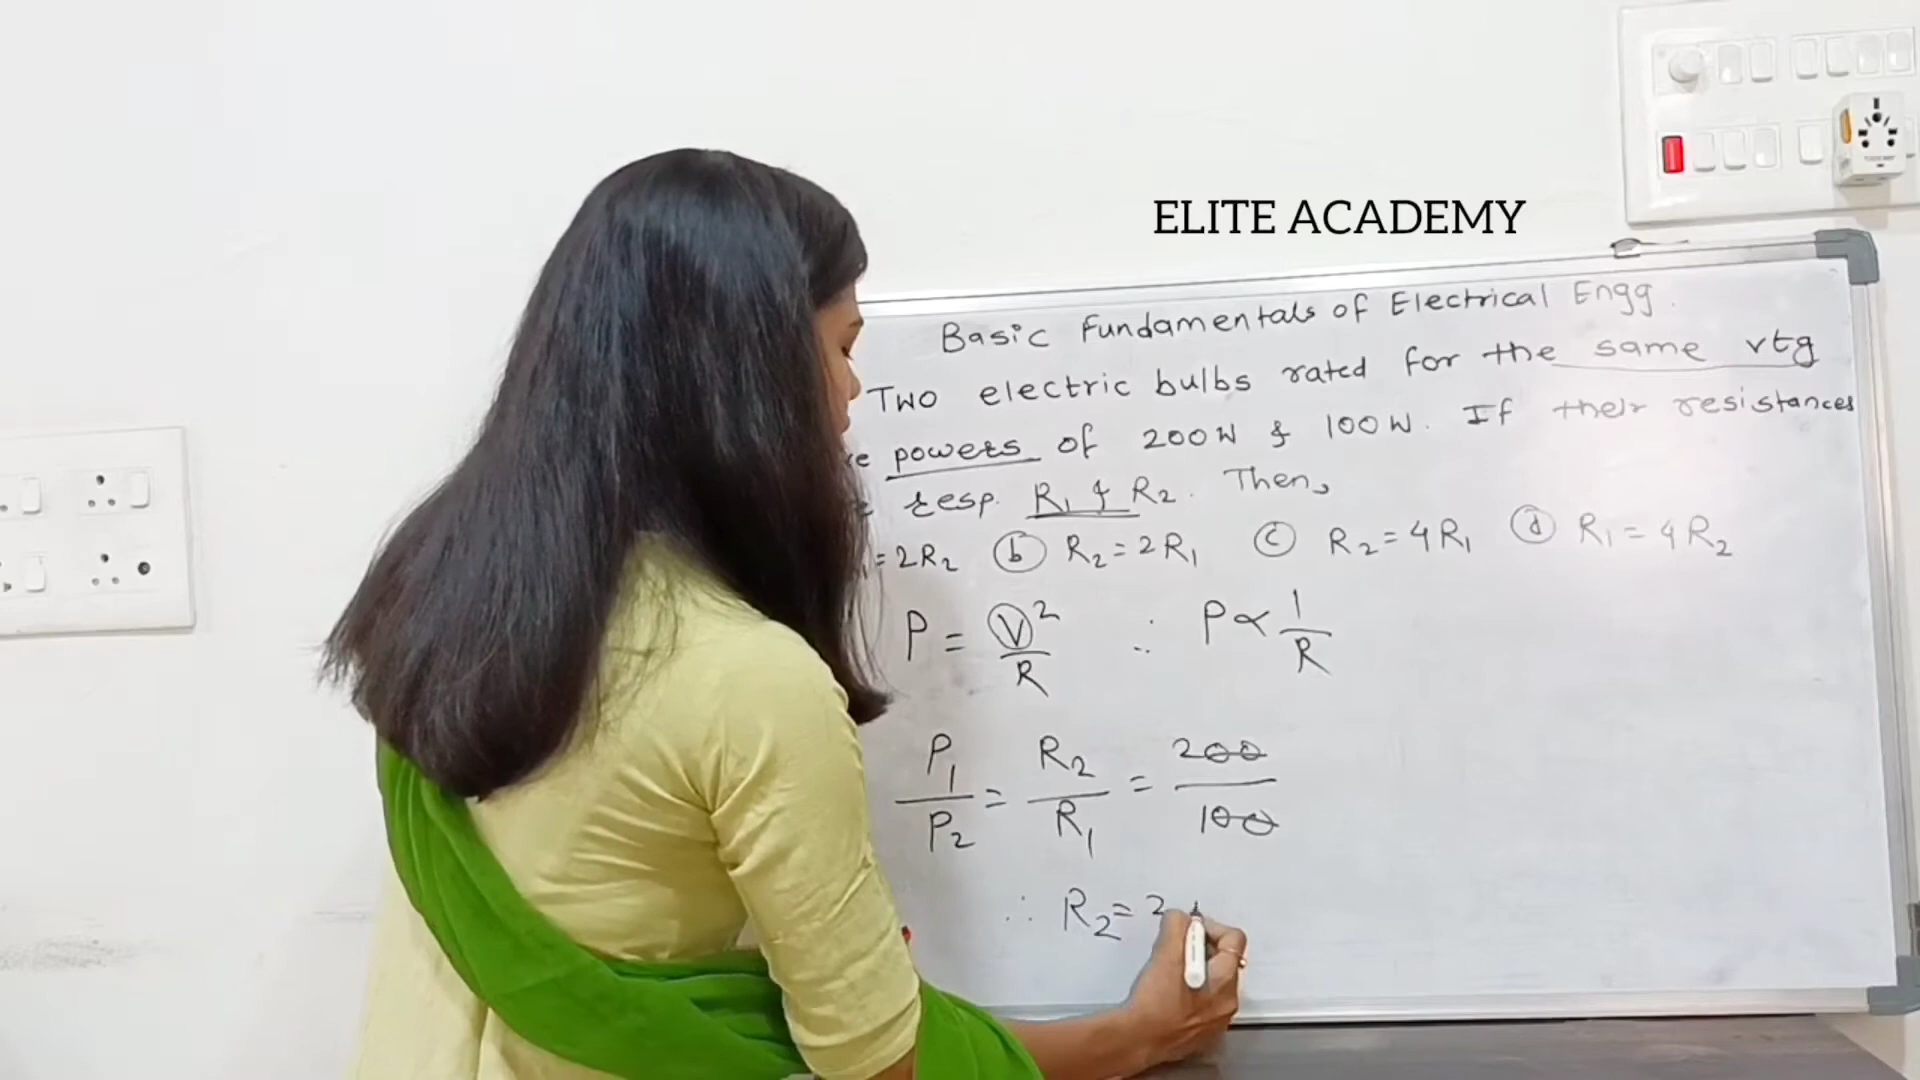 ELITE ACADEMY
Basic Fundamentals of Electrical Engg.
Two electric bulbs rated for the same vtg
powers of 200W & 100W. If their resistances
resp. R₁ & R₂. Then,
= 2R₂ (b) R₂ = 2R₁ (c) R₂ = 4R₁ (d) R₁ = 4R₂
P = V²/R ∴ P ∝ 1/R
P₁/P₂ = R₂/R₁ = 200/100
∴ R₂ = 2